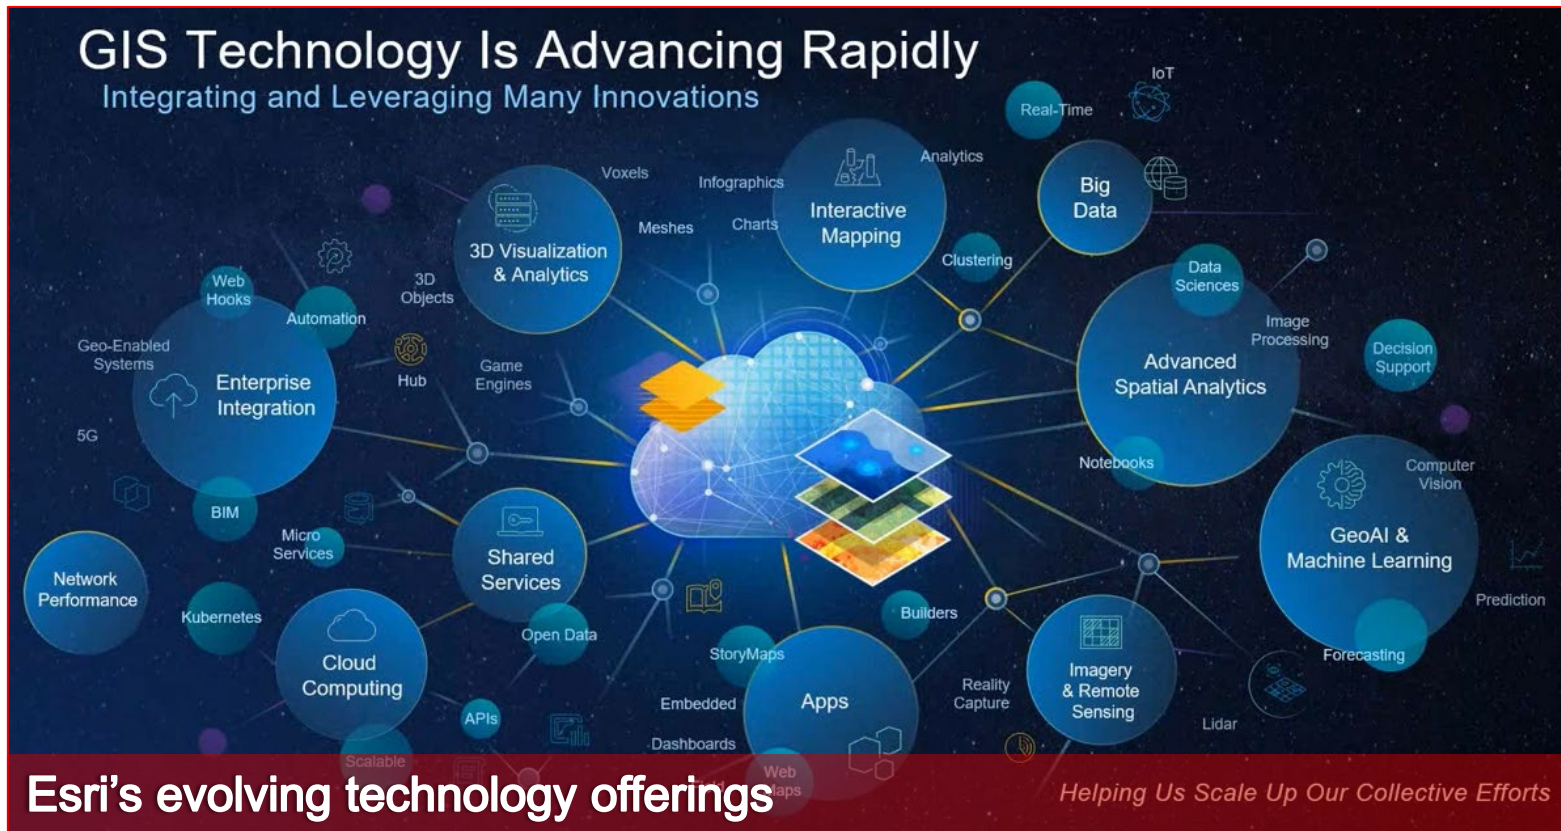 GIS Technology Is Advancing Rapidly
Integrating and Leveraging Many Innovations
IoT
Real-Time
Analytics
Voxels
Infographics
Interactive
Mapping
Big
Data
Meshes
Charts
3D Visualization
& Analytics
Clustering
Data
Sciences
Web
Hooks
3D
Objects
Automation
Image
Processing
Geo-Enabled
Systems
Hub
Game
Engines
Decision
Support
Enterprise
Integration
Advanced
Spatial Analytics
5G
Notebooks
Computer
Vision
BIM
Micro
Services
Shared
Services
GeoAI &
Machine Learning
Network
Performance
Prediction
Kubernetes
Open Data
Builders
StoryMaps
Forecasting
Cloud
Computing
Embedded
Apps
Reality
Capture
Imagery
& Remote
Sensing
Lidar
APIs
Dashboards
Scalable
Web
Maps
Esri's evolving technology offerings
Helping Us Scale Up Our Collective Efforts